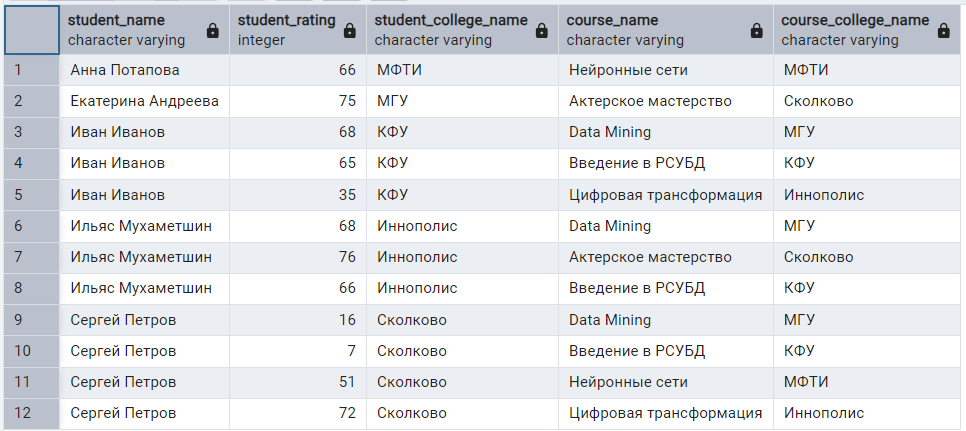 student_name student_rating student_college_name course_name course_college_name
character varying integer character varying character varying character varying
1 Анна Потапова 66 МФТИ Нейронные сети МФТИ
2 Екатерина Андреева 75 МГУ Актерское мастерство Сколково
3 Иван Иванов 68 КФУ Data Mining МГУ
4 Иван Иванов 65 КФУ Введение в РСУБД КФУ
5 Иван Иванов 35 КФУ Цифровая трансформация Иннополис
6 Ильяс Мухаметшин 68 Иннополис Data Mining МГУ
7 Ильяс Мухаметшин 76 Иннополис Актерское мастерство Сколково
8 Ильяс Мухаметшин 66 Иннополис Введение в РСУБД КФУ
9 Сергей Петров 16 Сколково Data Mining МГУ
10 Сергей Петров 7 Сколково Введение в РСУБД КФУ
11 Сергей Петров 51 Сколково Нейронные сети МФТИ
12 Сергей Петров 72 Сколково Цифровая трансформация Иннополис